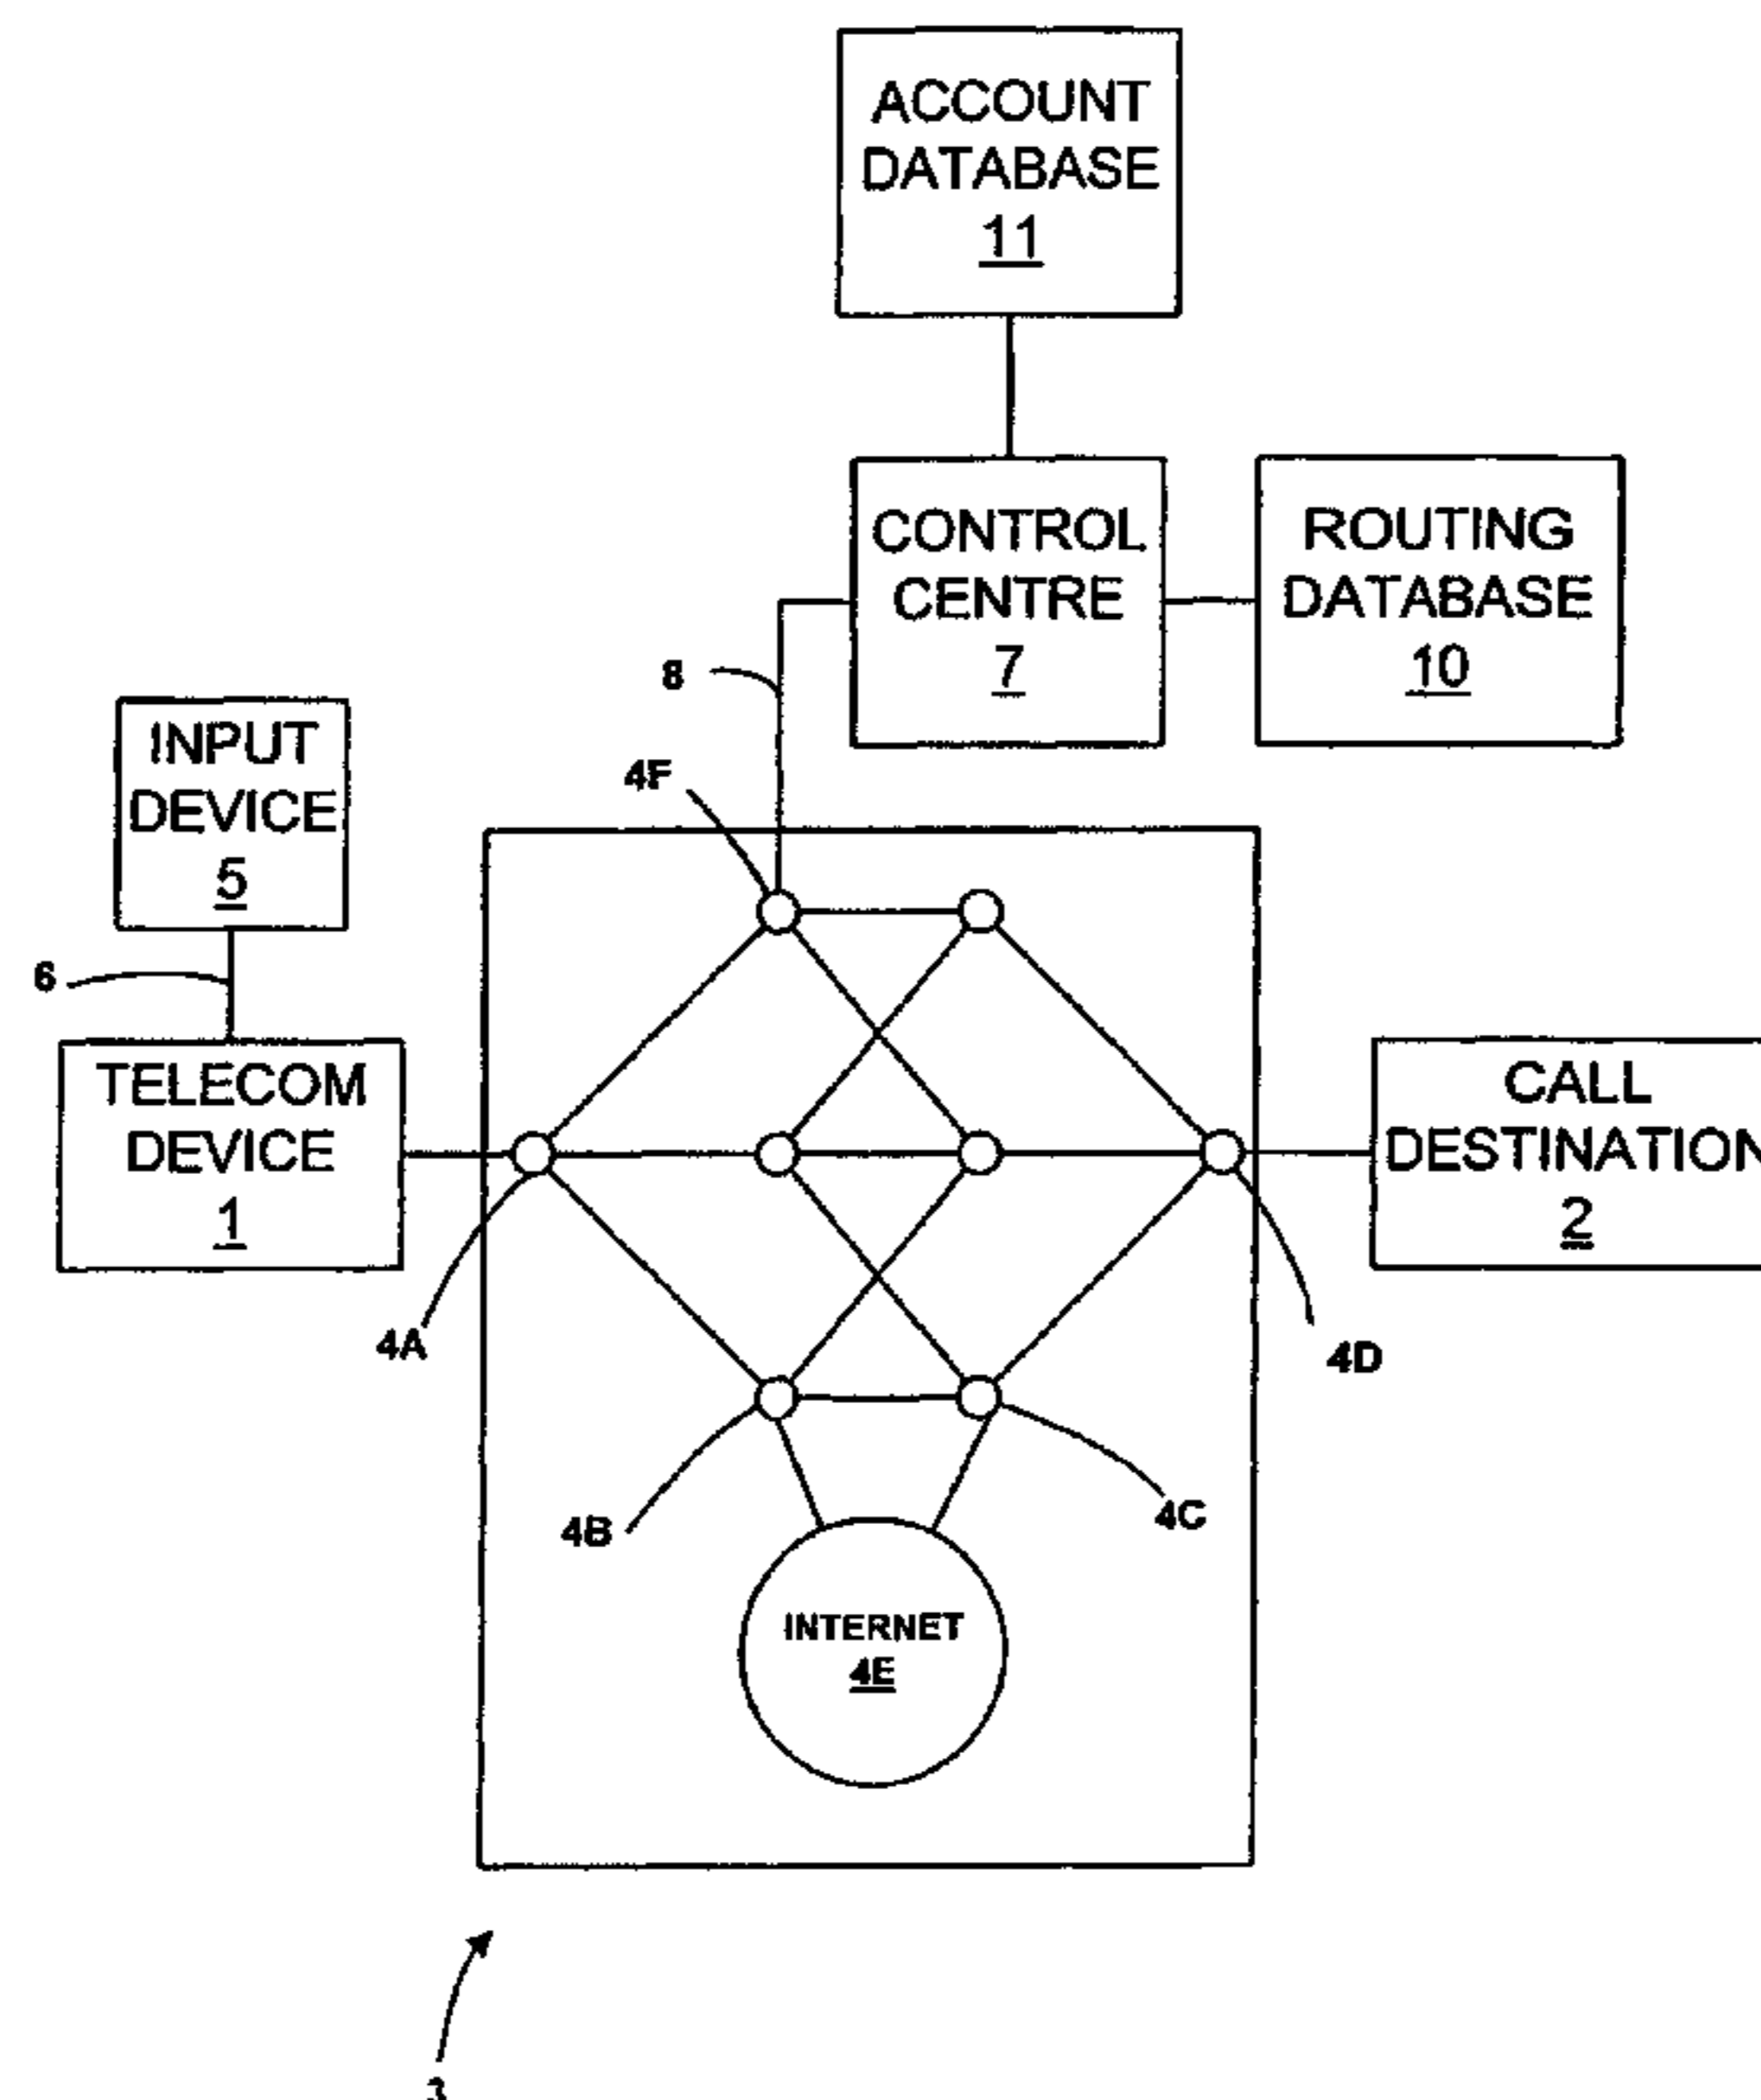 ACCOUNT
DATABASE
11
CONTROL
CENTRE
7
ROUTING
DATABASE
10
8
INPUT
DEVICE
5
4F
6
TELECOM
DEVICE
1
CALL
DESTINATION
2
4A
4D
4B
4C
INTERNET
4E
3